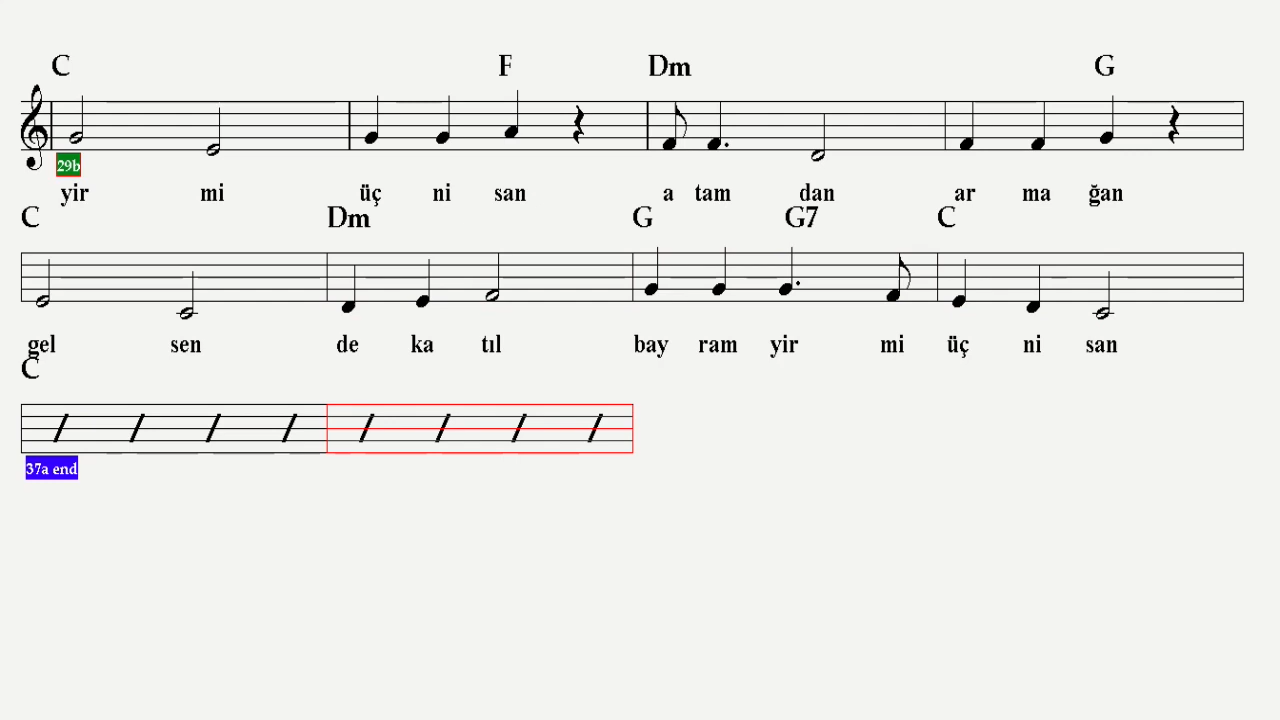 C F Dm G
29b
yir mi üç ni san a tam dan ar ma ğan
C Dm G G7 C
gel sen de ka tıl bay ram yir mi üç ni san
C
37a end